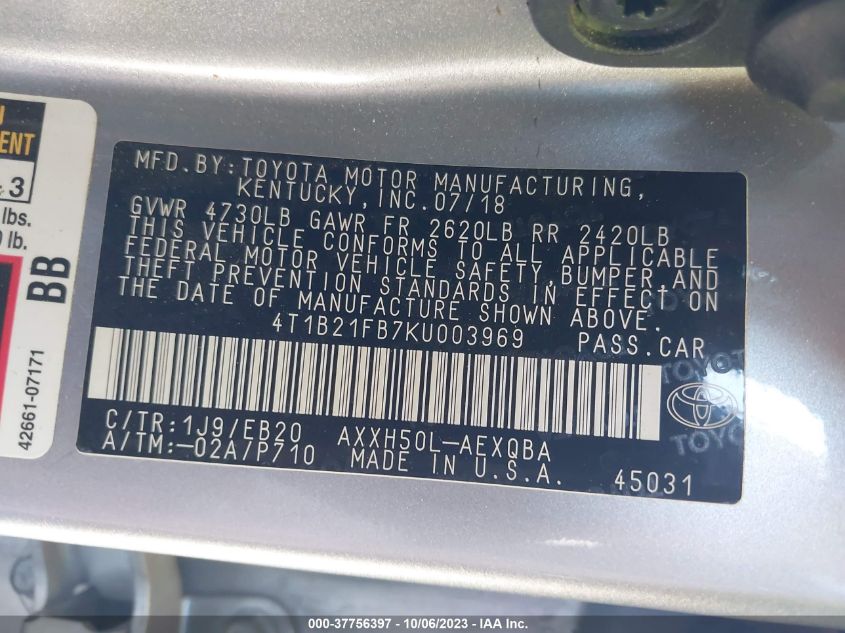 MENT
3
lbs.
lb.
BB
42661-07171
MFD.BY:TOYOTA MOTOR MANUFACTURING,
KENTUCKY,INC.07/18
GVWR 4730LB GAWR FR 2620LB RR 2420LB
THIS VEHICLE CONFORMS TO ALL APPLICABLE
FEDERAL MOTOR VEHICLE SAFETY,BUMPER,AND
THEFT PREVENTION STANDARDS IN EFFECT ON
THE DATE OF MANUFACTURE SHOWN ABOVE.
4T1B21FB7KU003969 PASS.CAR
C/TR:1J9/EB20 AXXH50L-AEXQBA
A/TM:-02A/P710 MADE IN U.S.A. 45031
TOYOTA
TOYOTA
000-37756397 - 10/06/2023 - IAA Inc.